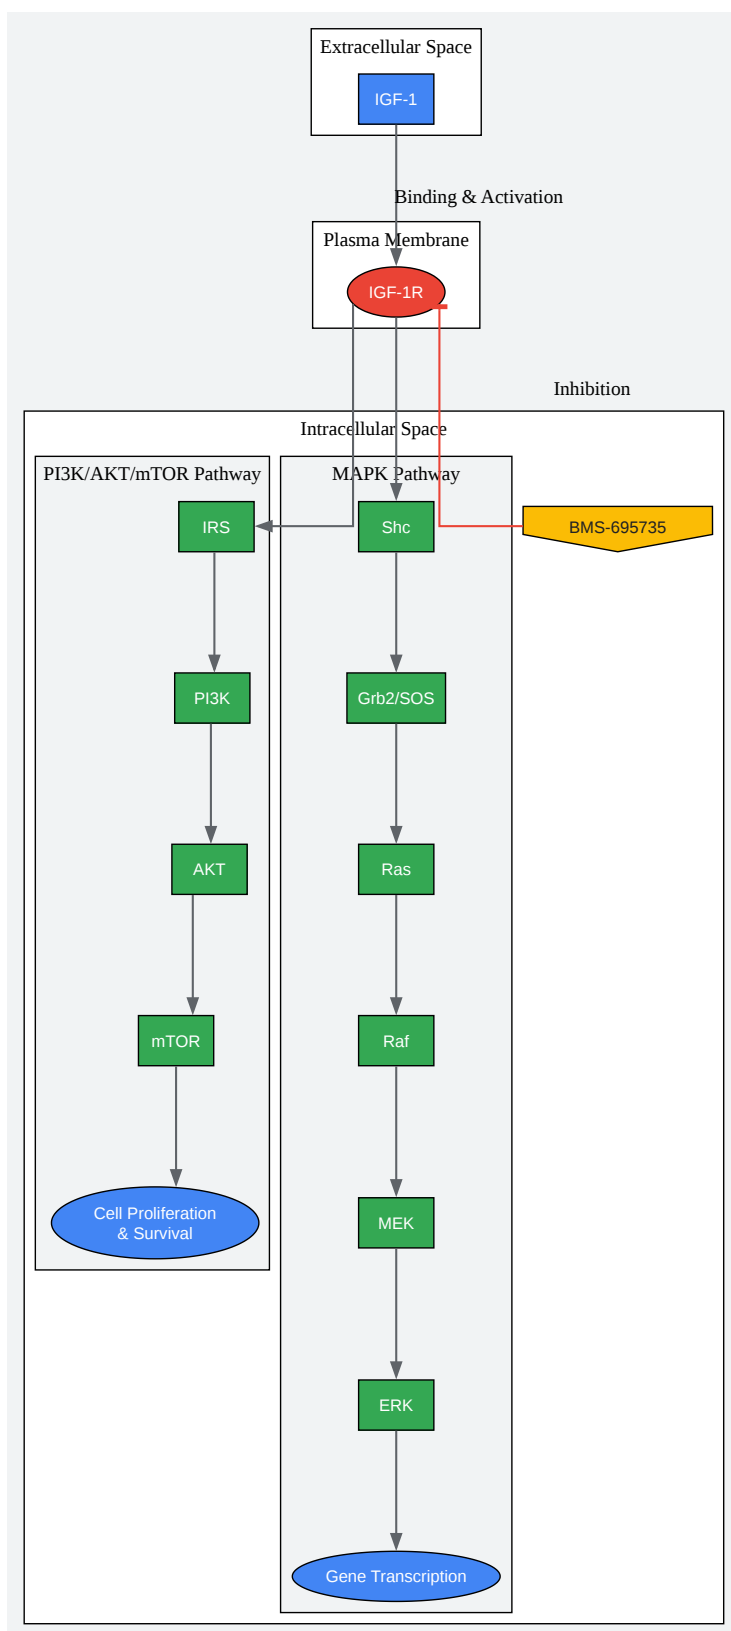 Extracellular Space
IGF-1
Binding & Activation
Plasma Membrane
IGF-1R
Inhibition
Intracellular Space
PI3K/AKT/mTOR Pathway
MAPK Pathway
IRS
Shc
BMS-695735
PI3K
Grb2/SOS
AKT
Ras
mTOR
Raf
Cell Proliferation
& Survival
MEK
ERK
Gene Transcription